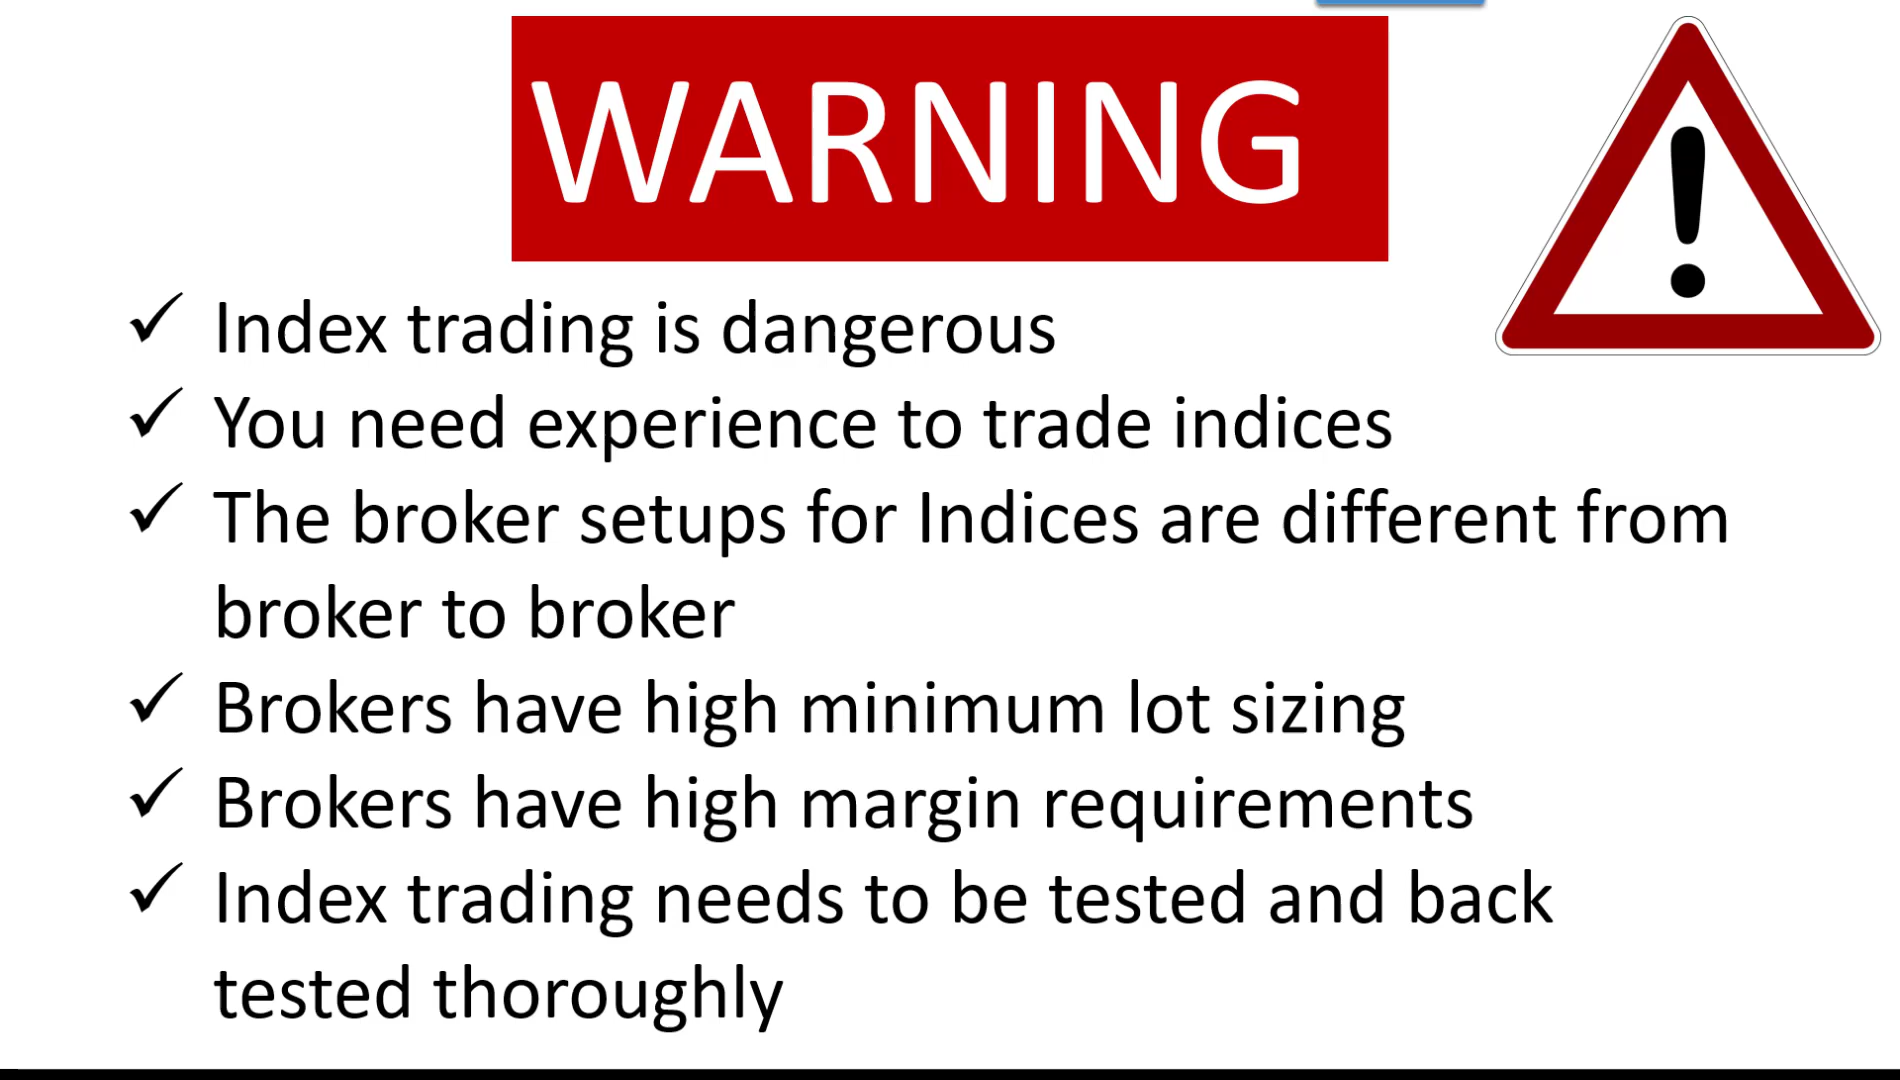 WARNING
Index trading is dangerous
You need experience to trade indices
The broker setups for Indices are different from
broker to broker
Brokers have high minimum lot sizing
Brokers have high margin requirements
Index trading needs to be tested and back
tested thoroughly